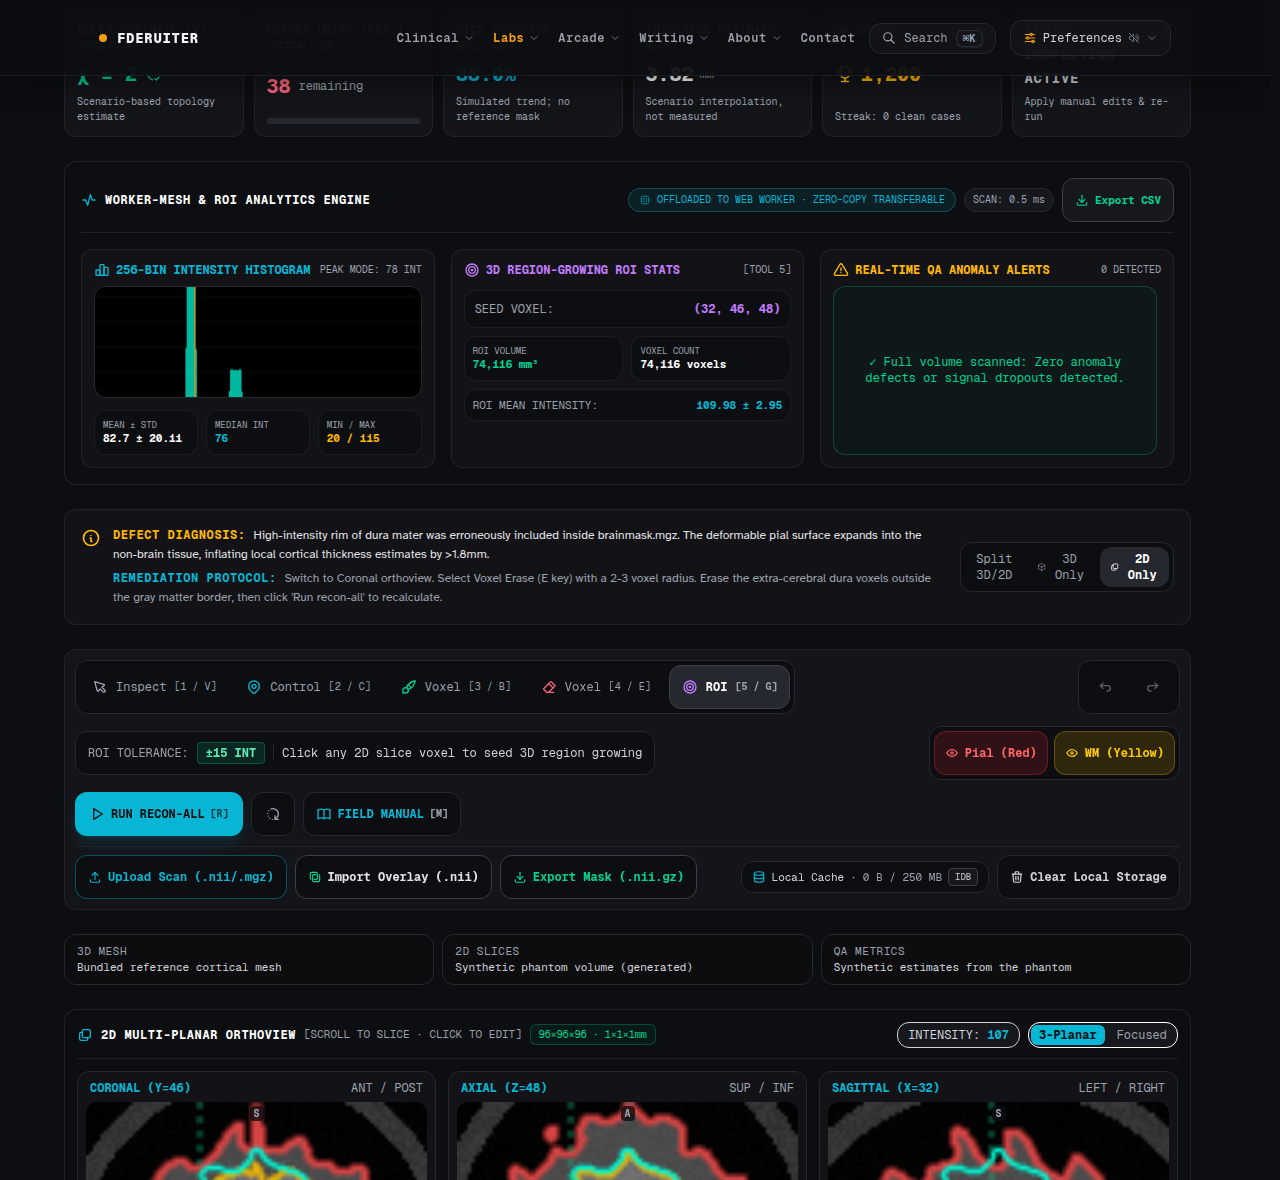 FDERUITER
Clinical
Labs
Arcade
Writing
About
Contact
Search ⌘K
Preferences
χ = 2
Scenario-based topology
estimate
38 remaining
88.0%
Simulated trend; no
reference mask
3.82 mm
Scenario interpolation,
not measured
1,200
Streak: 0 clean cases
ACTIVE
Apply manual edits & re-
run
WORKER-MESH & ROI ANALYTICS ENGINE
OFFLOADED TO WEB WORKER · ZERO-COPY TRANSFERABLE
SCAN: 0.5 ms
Export CSV
256-BIN INTENSITY HISTOGRAM
PEAK MODE: 78 INT
MEAN ± STD
82.7 ± 20.11
MEDIAN INT
76
MIN / MAX
20 / 115
3D REGION-GROWING ROI STATS
[TOOL 5]
SEED VOXEL:
(32, 46, 48)
ROI VOLUME
74,116 mm³
VOXEL COUNT
74,116 voxels
ROI MEAN INTENSITY:
109.98 ± 2.95
REAL-TIME QA ANOMALY ALERTS
0 DETECTED
✓ Full volume scanned: Zero anomaly
defects or signal dropouts detected.
DEFECT DIAGNOSIS: High-intensity rim of dura mater was erroneously included inside brainmask.mgz. The deformable pial surface expands into the
non-brain tissue, inflating local cortical thickness estimates by >1.8mm.
REMEDIATION PROTOCOL: Switch to Coronal orthoview. Select Voxel Erase (E key) with a 2-3 voxel radius. Erase the extra-cerebral dura voxels outside
the gray matter border, then click 'Run recon-all' to recalculate.
Split
3D/2D
3D
Only
2D
Only
Inspect [1 / V]
Control [2 / C]
Voxel [3 / B]
Voxel [4 / E]
ROI [5 / G]
ROI TOLERANCE: ±15 INT
Click any 2D slice voxel to seed 3D region growing
Pial (Red)
WM (Yellow)
RUN RECON-ALL [R]
FIELD MANUAL [M]
Upload Scan (.nii/.mgz)
Import Overlay (.nii)
Export Mask (.nii.gz)
Local Cache · 0 B / 250 MB IDB
Clear Local Storage
3D MESH
Bundled reference cortical mesh
2D SLICES
Synthetic phantom volume (generated)
QA METRICS
Synthetic estimates from the phantom
2D MULTI-PLANAR ORTHOVIEW [SCROLL TO SLICE · CLICK TO EDIT]
96×96×96 · 1×1×1mm
INTENSITY: 107
3-Planar
Focused
CORONAL (Y=46)
ANT / POST
S
AXIAL (Z=48)
SUP / INF
A
SAGITTAL (X=32)
LEFT / RIGHT
S